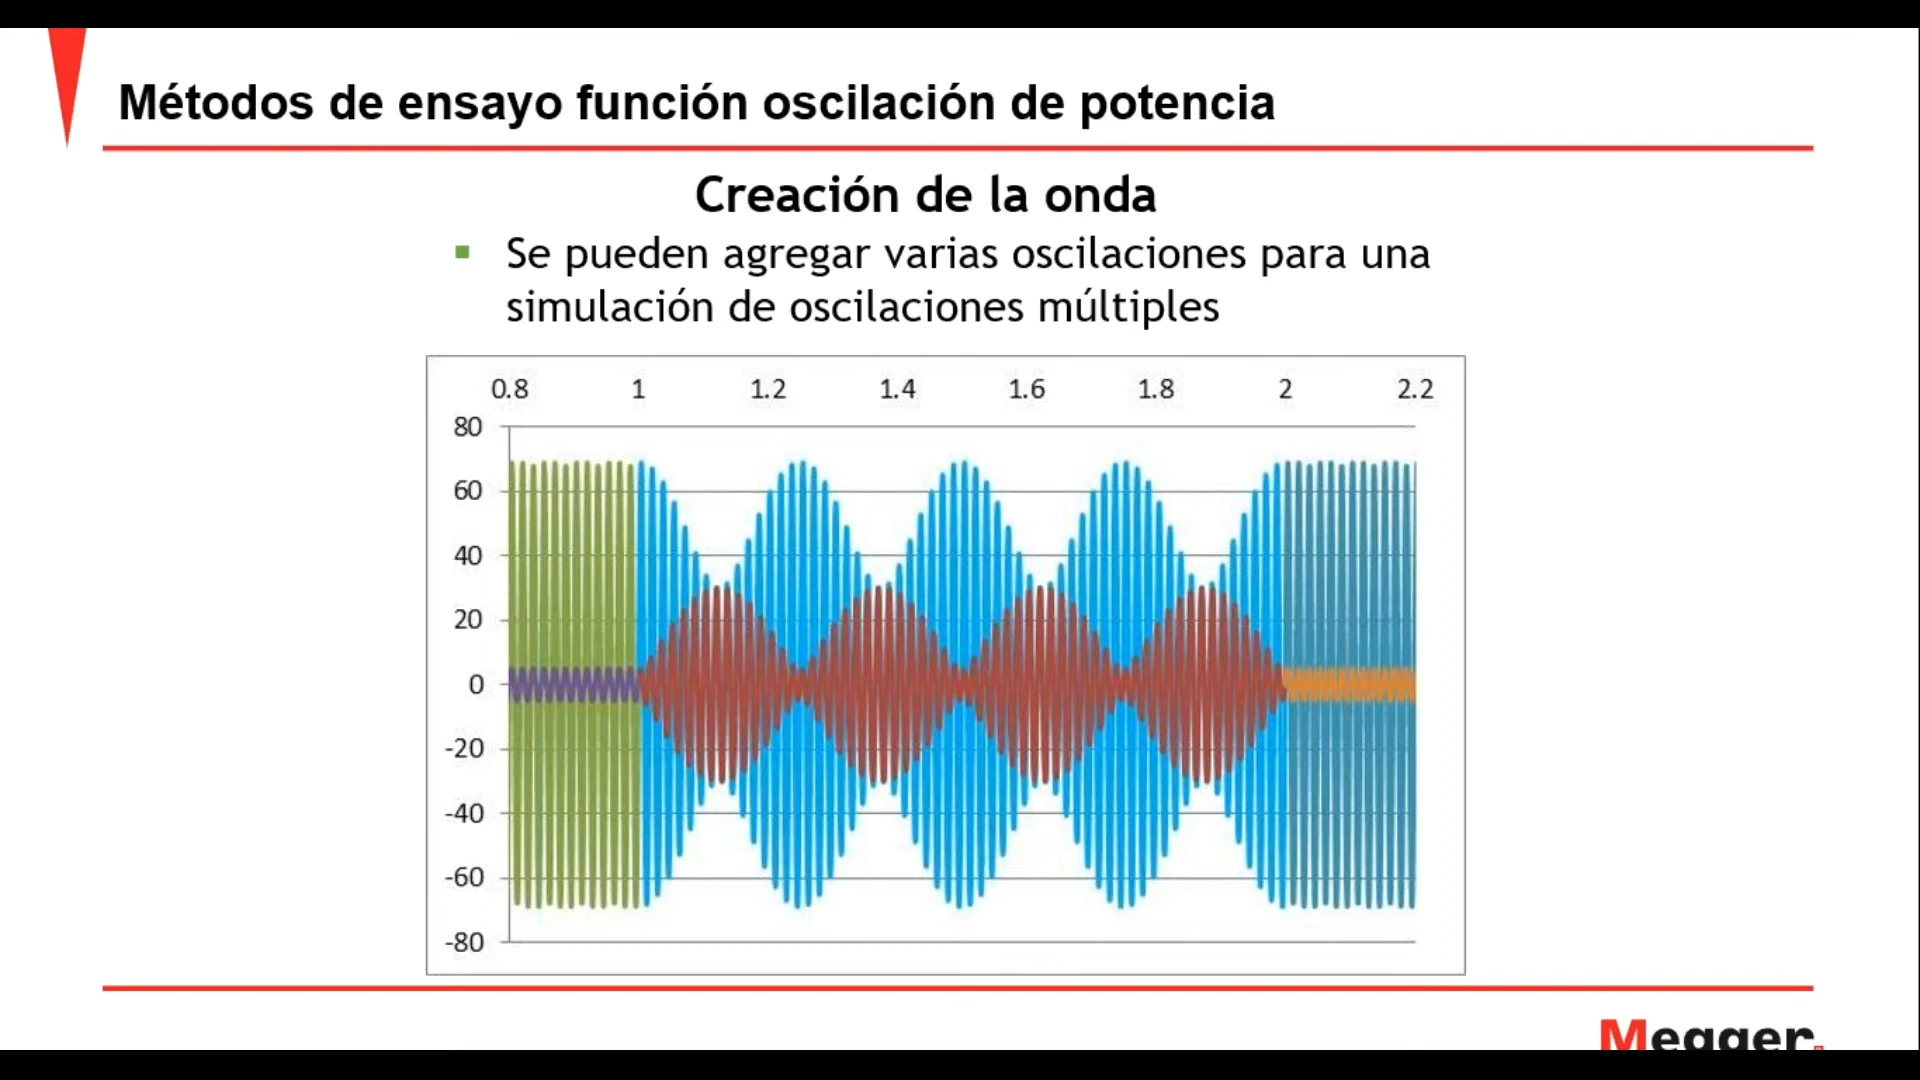 Métodos de ensayo función oscilación de potencia
Creación de la onda
Se pueden agregar varias oscilaciones para una
simulación de oscilaciones múltiples
0.8 1 1.2 1.4 1.6 1.8 2 2.2
80
60
40
20
0
-20
-40
-60
-80
Megger